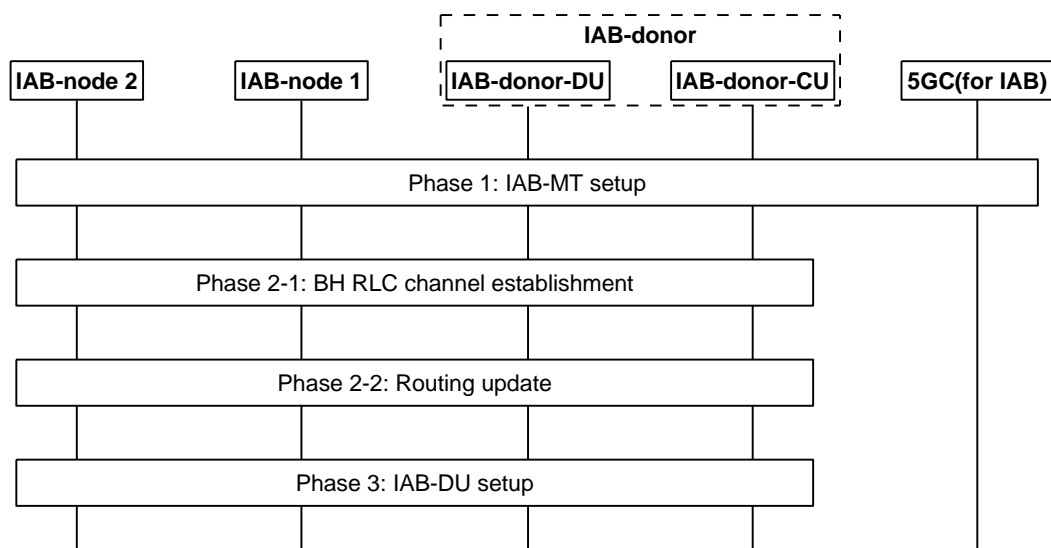 IAB-donor
IAB-node 2
IAB-node 1
IAB-donor-DU
IAB-donor-CU
5GC(for IAB)
Phase 1: IAB-MT setup
Phase 2-1: BH RLC channel establishment
Phase 2-2: Routing update
Phase 3: IAB-DU setup